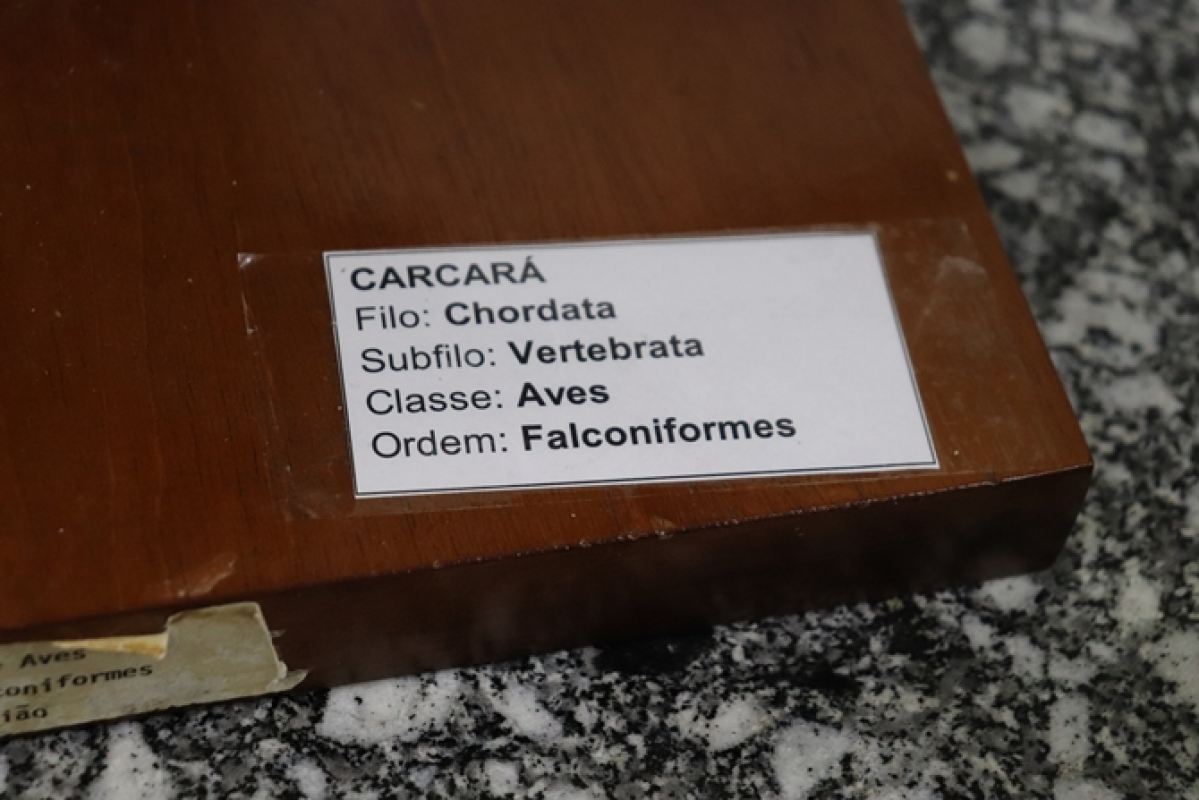 CARCARÁ
Filo: Chordata
Subfilo: Vertebrata
Classe: Aves
Ordem: Falconiformes
Aves
coniformes
ião